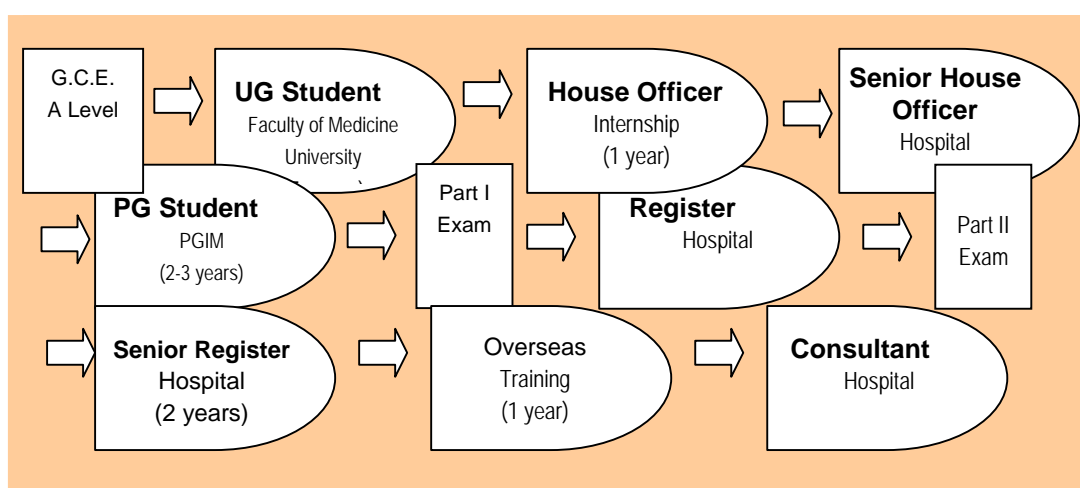 G.C.E.
A Level
UG Student
Faculty of Medicine
University
House Officer
Internship
(1 year)
Senior House
Officer
Hospital
PG Student
PGIM
(2-3 years)
Part I
Exam
Register
Hospital
Part II
Exam
Senior Register
Hospital
(2 years)
Overseas
Training
(1 year)
Consultant
Hospital